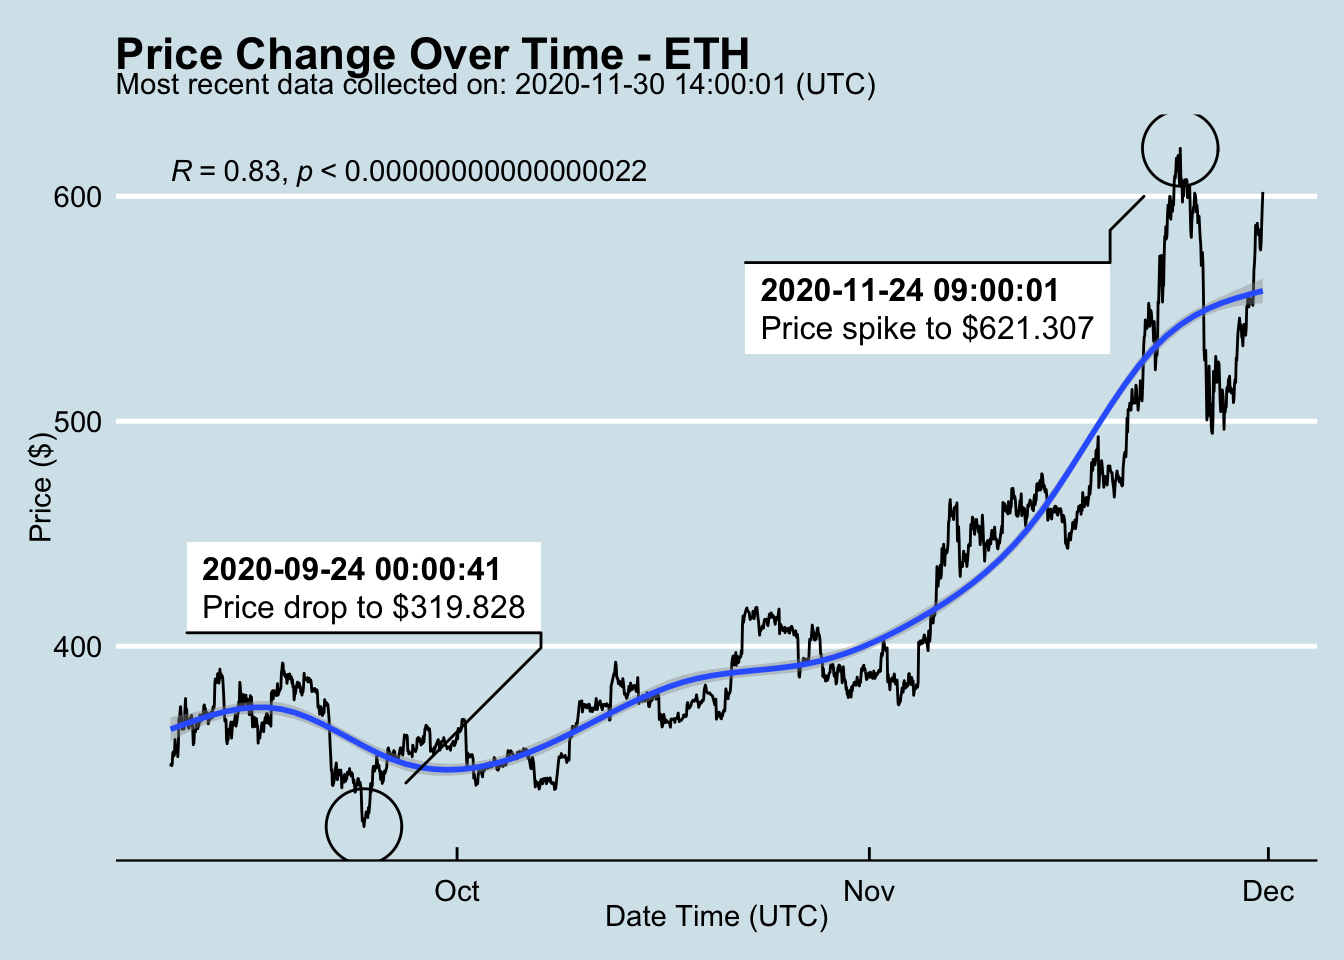 Price Change Over Time - ETH
Most recent data collected on: 2020-11-30 14:00:01 (UTC)
R = 0.83, p < 0.00000000000000022
600
2020-11-24 09:00:01
Price spike to $621.307
500
Price ($)
2020-09-24 00:00:41
Price drop to $319.828
400
Oct Nov Dec
Date Time (UTC)